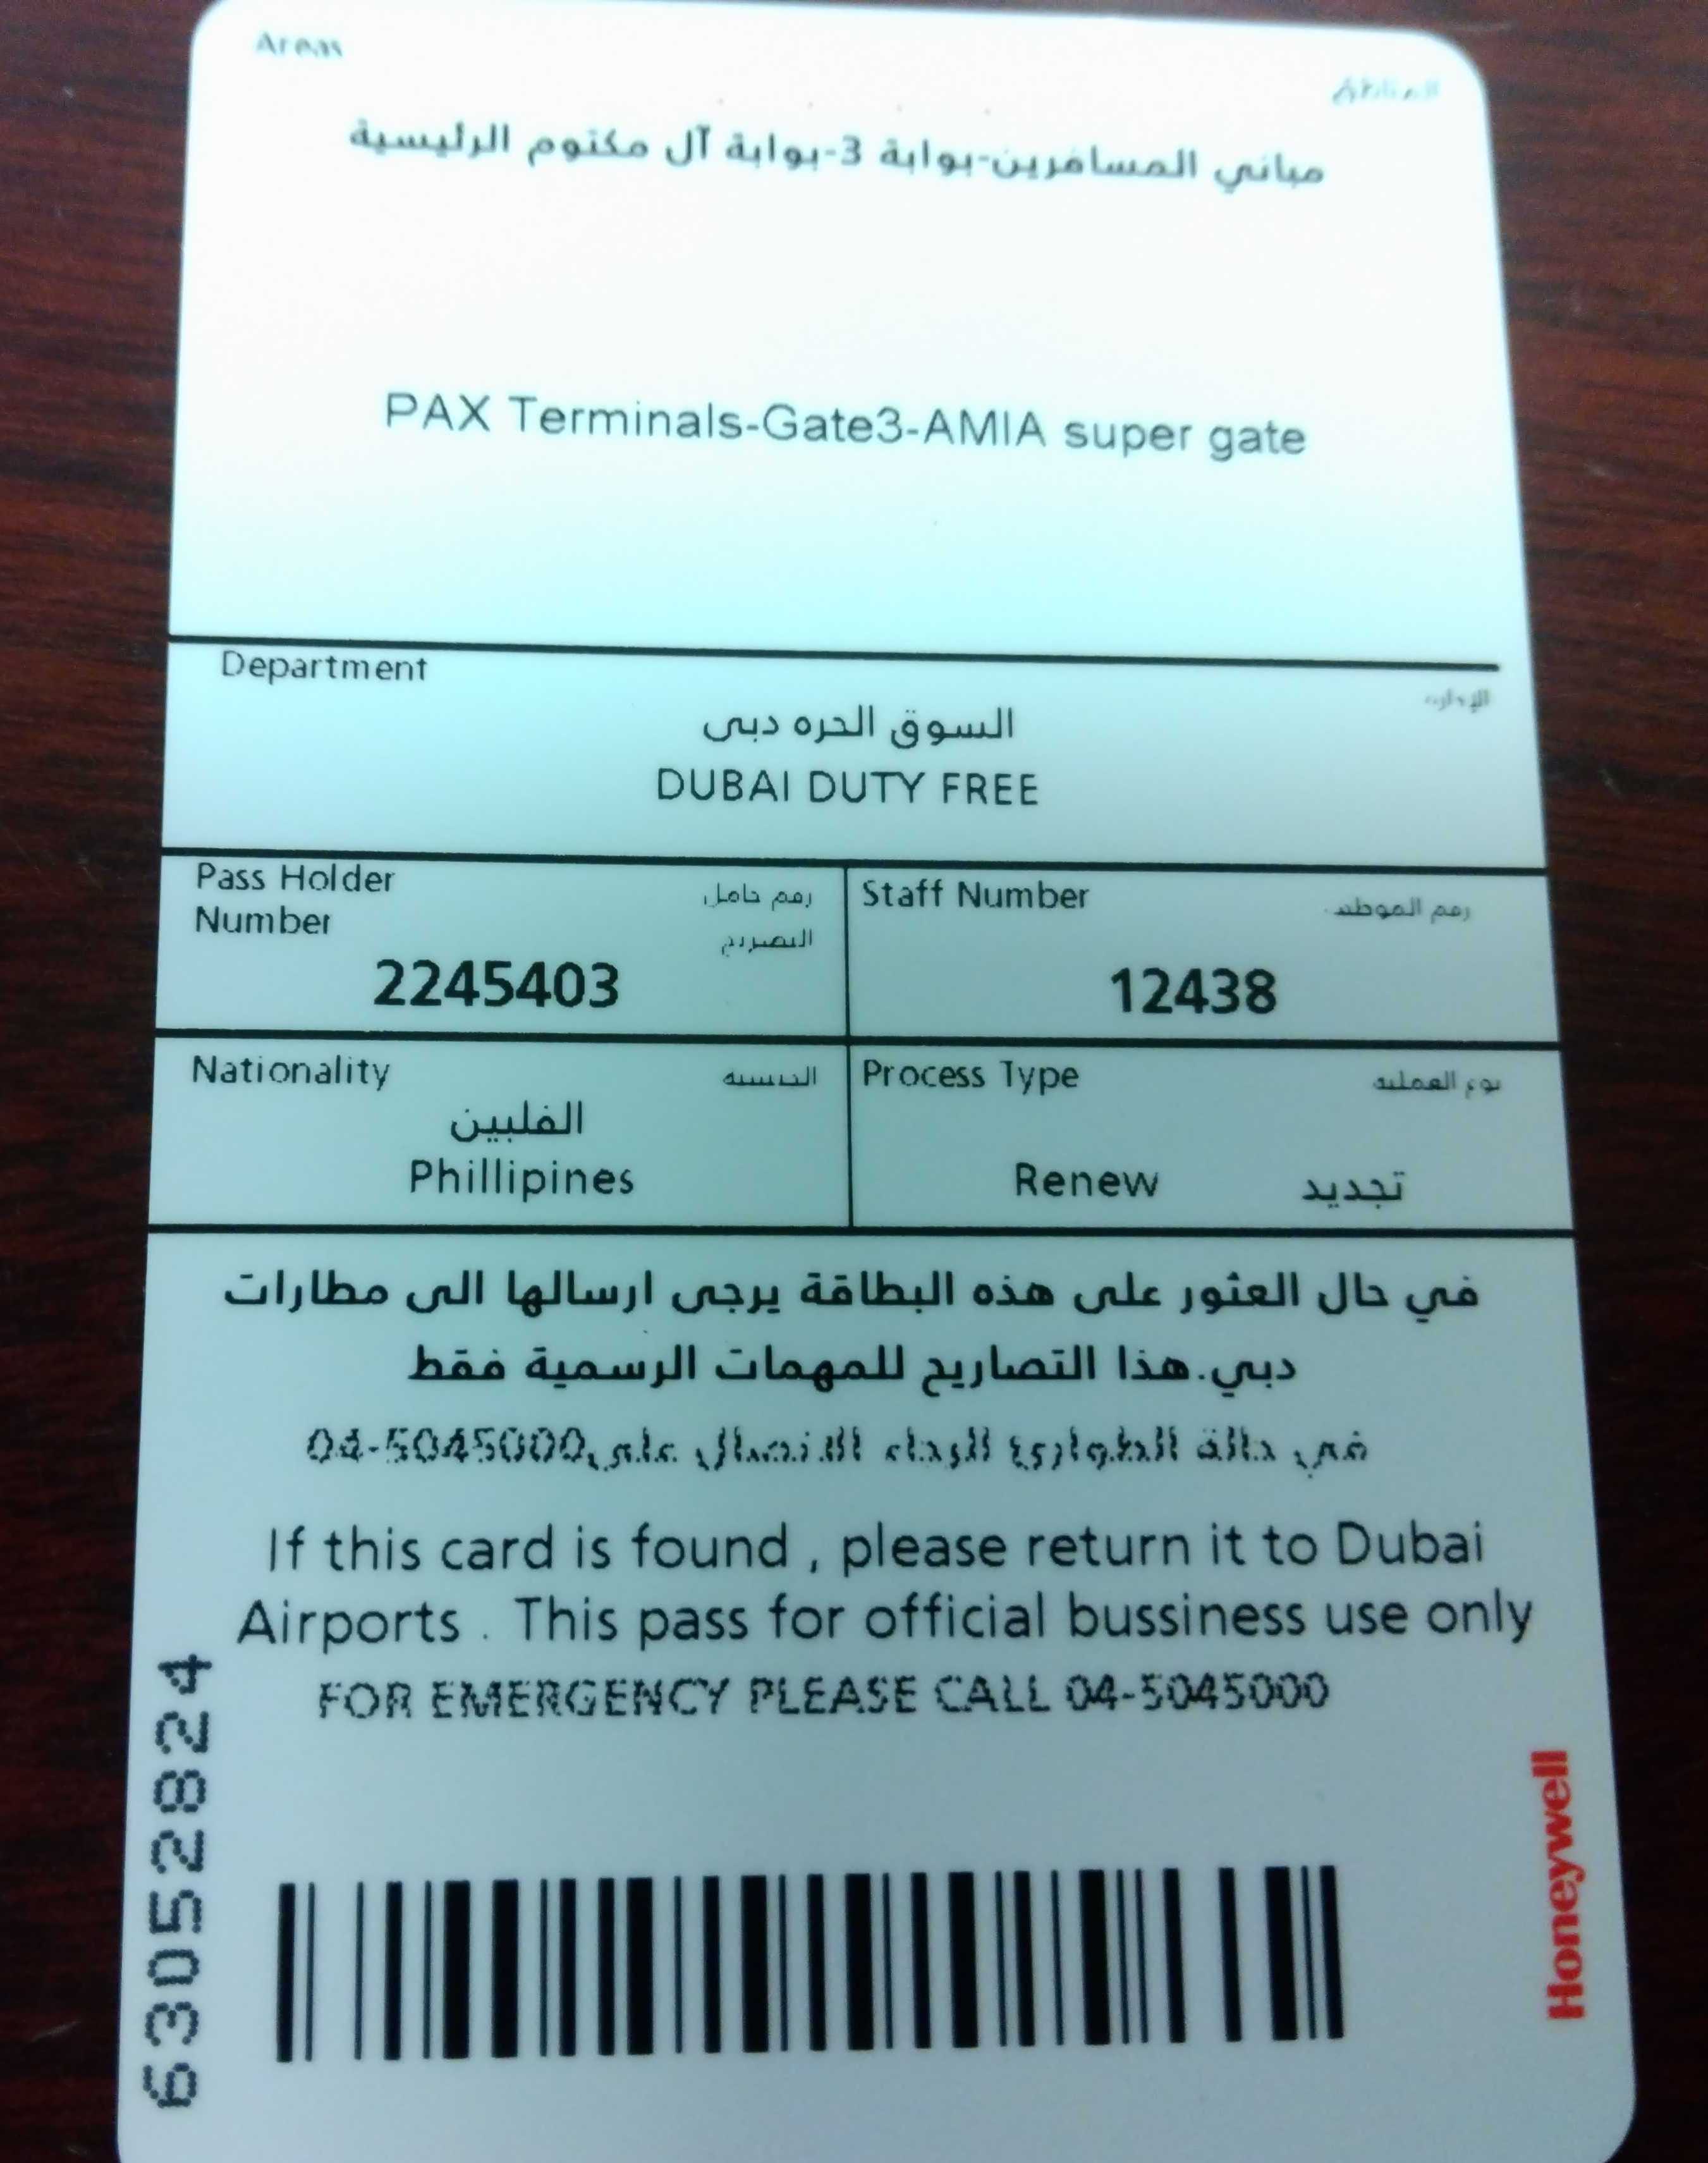 Areas المناطق
مباني المسافرين-بوابة 3-بوابة آل مكتوم الرئيسية
PAX Terminals-Gate3-AMIA super gate
Department الإدارة
السوق الحره دبى
DUBAI DUTY FREE
Pass Holder رقم حامل
Number التصريح
2245403
Staff Number رقم الموظف
12438
Nationality الجنسية
الفلبين
Phillipines
Process Type نوع العملية
Renew تجديد
في حال العثور على هذه البطاقة يرجى ارسالها الى مطارات
دبي.هذا التصاريح للمهمات الرسمية فقط
في حالة الطوارئ الرجاء الاتصال على 04-5045000
If this card is found , please return it to Dubai
Airports . This pass for official bussiness use only
FOR EMERGENCY PLEASE CALL 04-5045000
63052824
Honeywell